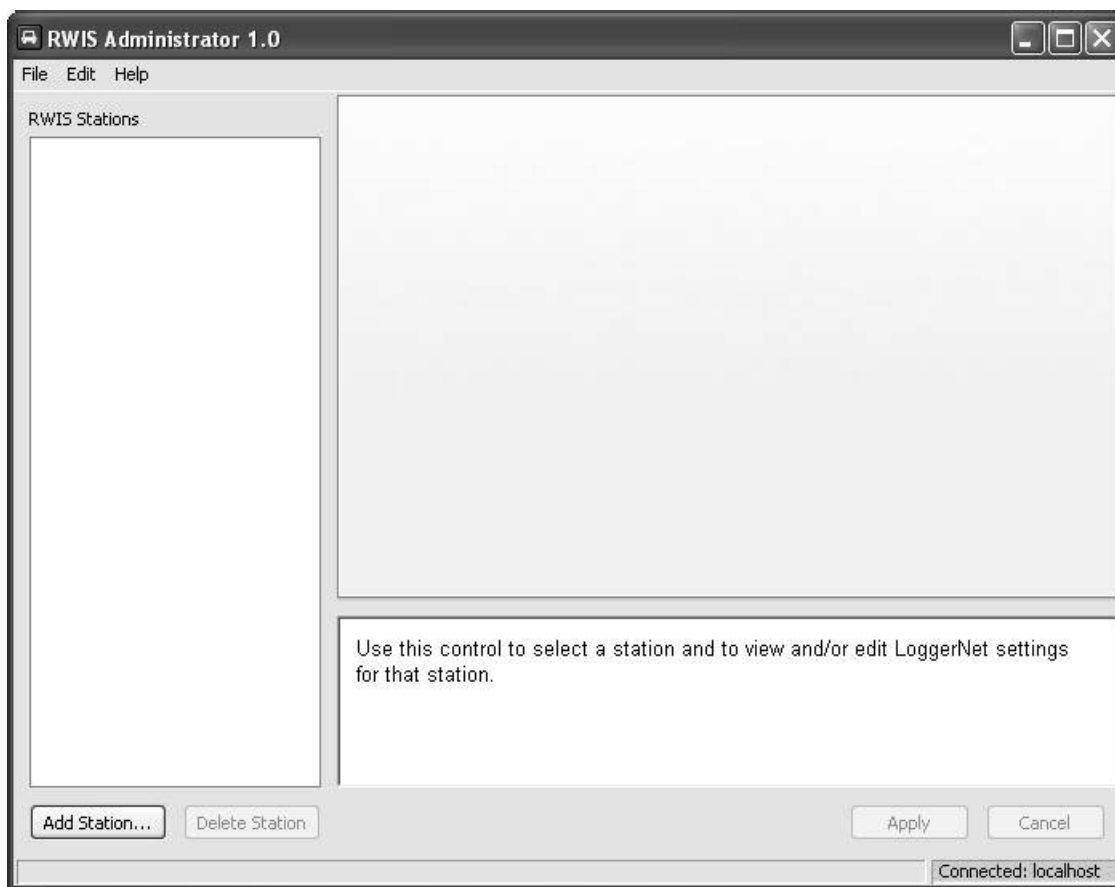 RWIS Administrator 1.0
File Edit Help
RWIS Stations
Use this control to select a station and to view and/or edit LoggerNet settings
for that station.
Add Station... Delete Station Apply Cancel
Connected: localhost